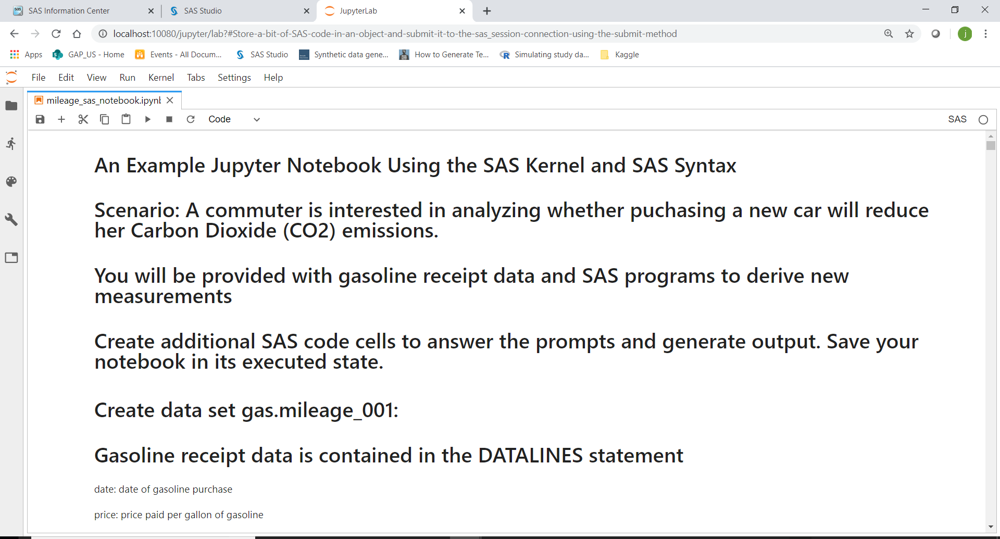 SAS Information Center
SAS Studio
JupyterLab
localhost:10080/jupyter/lab?#Store-a-bit-of-SAS-code-in-an-object-and-submit-it-to-the-sas_session-connection-using-the-submit-method
j
Apps
GAP_US - Home
Events - All Docum...
SAS Studio
Synthetic data gene...
How to Generate Te...
Simulating study da...
Kaggle
File Edit View Run Kernel Tabs Settings Help
mileage_sas_notebook.ipynb
Code
SAS
An Example Jupyter Notebook Using the SAS Kernel and SAS Syntax
Scenario: A commuter is interested in analyzing whether puchasing a new car will reduce
her Carbon Dioxide (CO2) emissions.
You will be provided with gasoline receipt data and SAS programs to derive new
measurements
Create additional SAS code cells to answer the prompts and generate output. Save your
notebook in its executed state.
Create data set gas.mileage_001:
Gasoline receipt data is contained in the DATALINES statement
date: date of gasoline purchase
price: price paid per gallon of gasoline